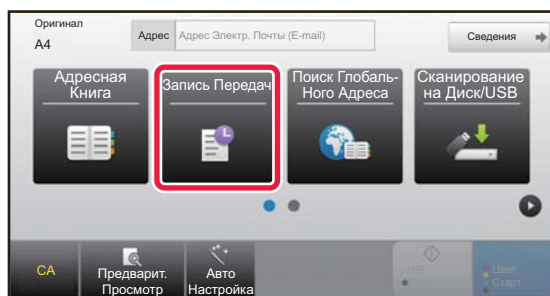 Оригинал
A4
Адрес
Адрес Электр. Почты (E-mail)
Сведения
Адресная
Книга
Запись Передач
Поиск Глобаль-
Ного Адреса
Сканирование
на Диск/USB
CA
Предварит.
Просмотр
Авто
Настройка
Ч/Б
Старт
Цвет
Старт